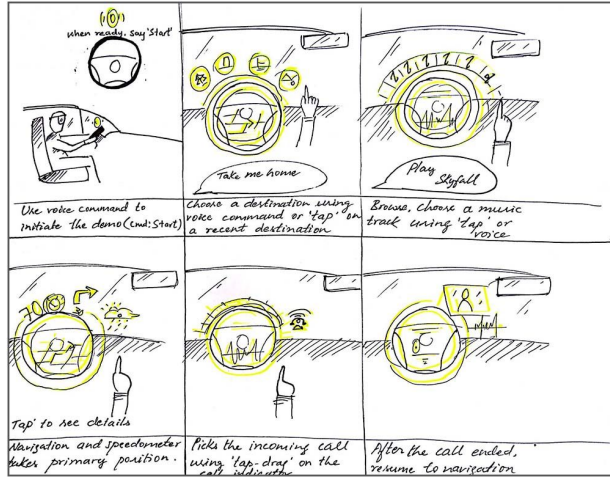 when ready, say 'Start'
Use voice command to
initiate the demo (cmd: Start)
Take me home
Choose a destination using
voice command or 'tap' on
a recent destination
Play
Skyfall
Browse, Choose a music
track using 'tap' or
voice
70
Tap' to see details
Navigation and speedometer
takes primary position.
Picks the incoming call
using 'tap-drag' on the
call indicator
After the call ended,
resume to navigation